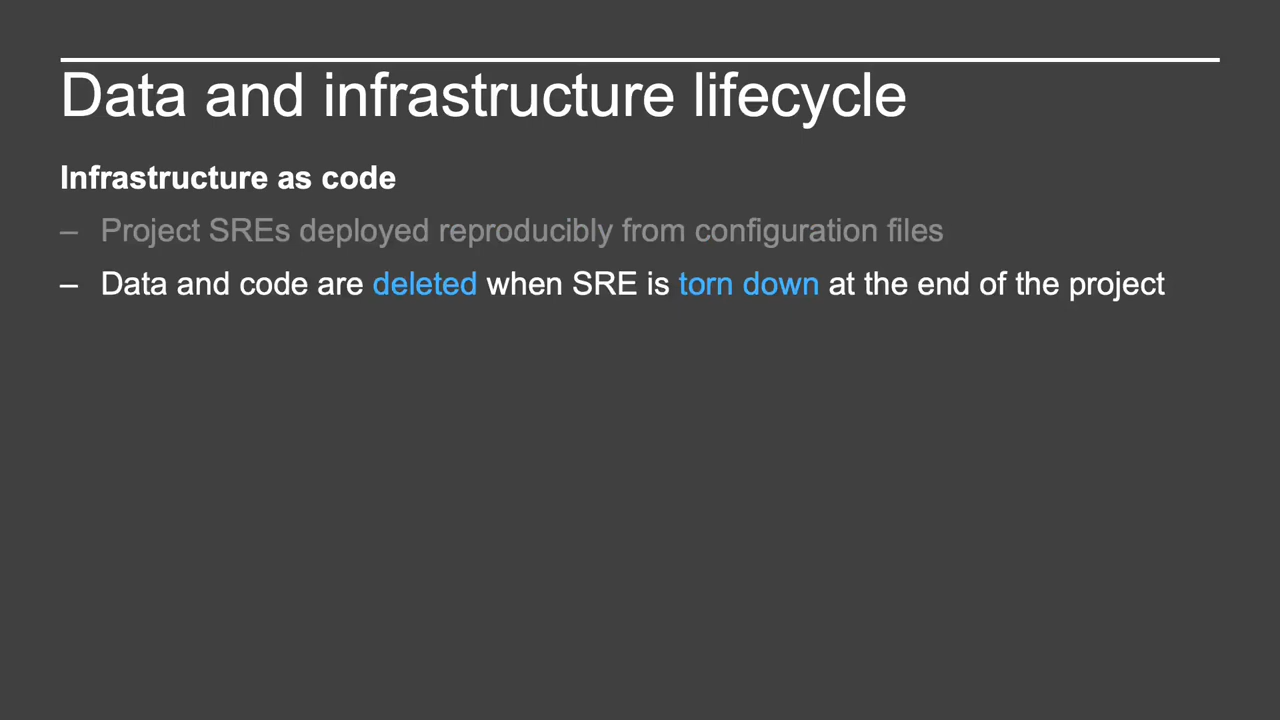 Data and infrastructure lifecycle
Infrastructure as code
– Project SREs deployed reproducibly from configuration files
– Data and code are deleted when SRE is torn down at the end of the project